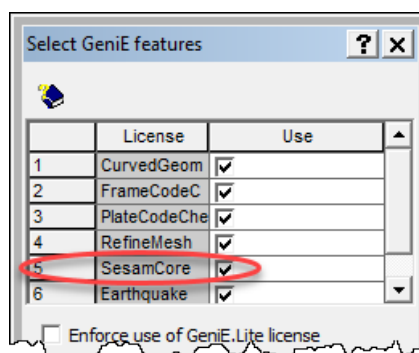 Select GeniE features ? ×
License Use
1 CurvedGeom
2 FrameCodeC
3 PlateCodeChe
4 RefineMesh
5 SesamCore
6 Earthquake
Enforce use of GeniE.Lite license